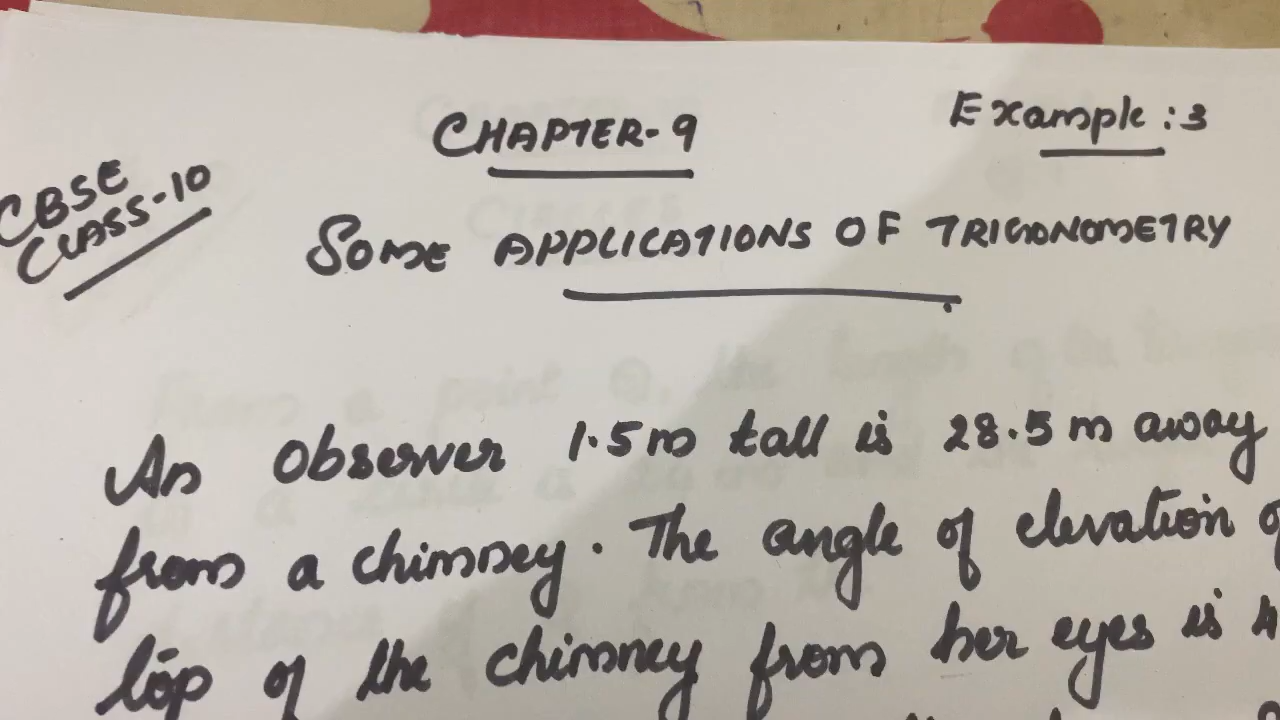 CHAPTER-9
Example : 3
CBSE
CLASS-10
SOME APPLICATIONS OF TRIGONOMETRY
An observer 1.5m tall is 28.5m away
from a chimney. The angle of elevation
top of the chimney from her eyes is